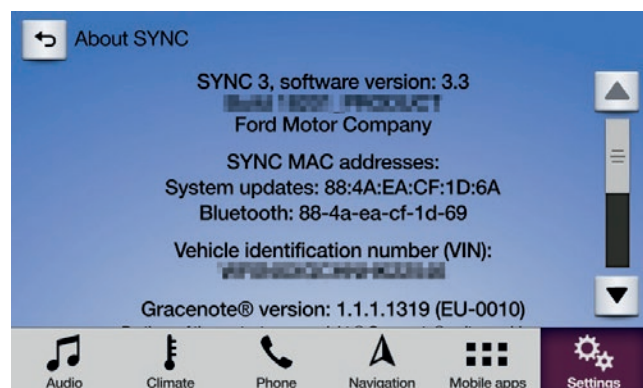 About SYNC
SYNC 3, software version: 3.3
Ford Motor Company
SYNC MAC addresses:
System updates: 88:4A:EA:CF:1D:6A
Bluetooth: 88-4a-ea-cf-1d-69
Vehicle identification number (VIN):
Gracenote® version: 1.1.1.1319 (EU-0010)
Audio
Climate
Phone
Navigation
Mobile apps
Settings